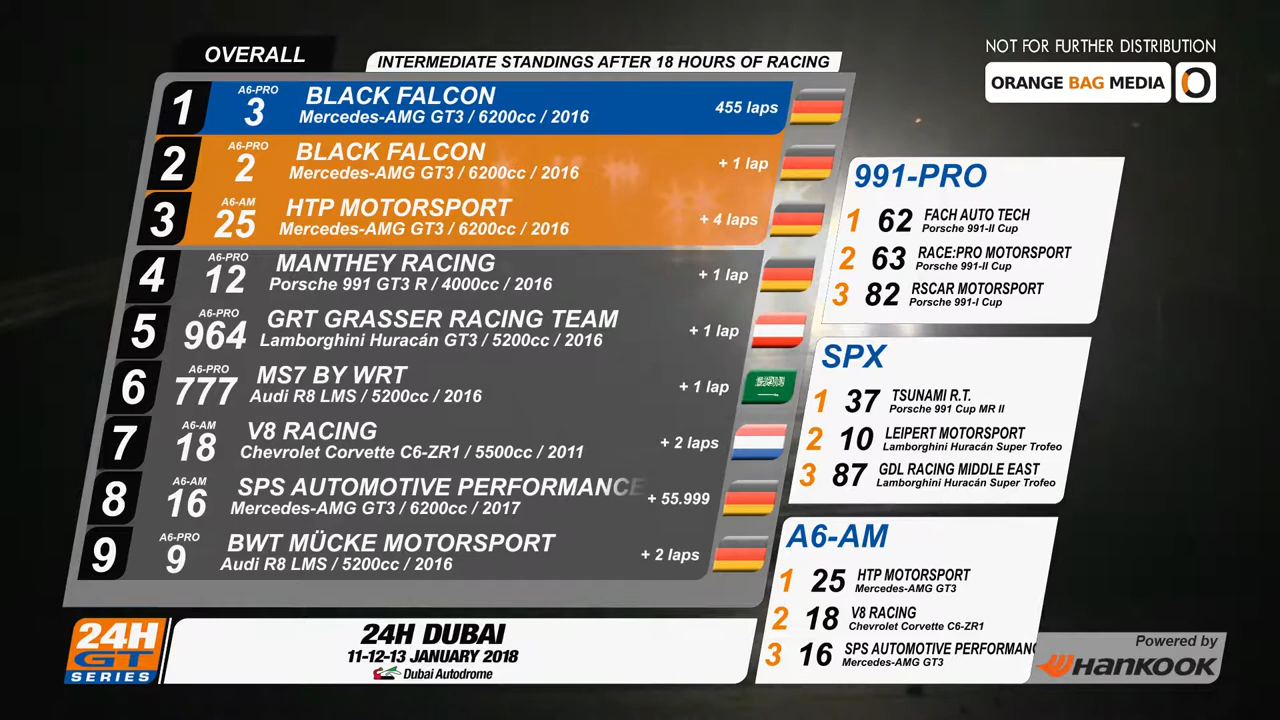 OVERALL
INTERMEDIATE STANDINGS AFTER 18 HOURS OF RACING
NOT FOR FURTHER DISTRIBUTION
ORANGE BAG MEDIA
1 A6-PRO 3 BLACK FALCON 455 laps
Mercedes-AMG GT3 / 6200cc / 2016
2 A6-PRO 2 BLACK FALCON + 1 lap
Mercedes-AMG GT3 / 6200cc / 2016
3 A6-AM 25 HTP MOTORSPORT + 4 laps
Mercedes-AMG GT3 / 6200cc / 2016
4 A6-PRO 12 MANTHEY RACING + 1 lap
Porsche 991 GT3 R / 4000cc / 2016
5 A6-PRO 964 GRT GRASSER RACING TEAM + 1 lap
Lamborghini Huracán GT3 / 5200cc / 2016
6 A6-PRO 777 MS7 BY WRT + 1 lap
Audi R8 LMS / 5200cc / 2016
7 A6-AM 18 V8 RACING + 2 laps
Chevrolet Corvette C6-ZR1 / 5500cc / 2011
8 A6-AM 16 SPS AUTOMOTIVE PERFORMANCE + 55.999
Mercedes-AMG GT3 / 6200cc / 2017
9 A6-PRO 9 BWT MÜCKE MOTORSPORT + 2 laps
Audi R8 LMS / 5200cc / 2016
991-PRO
1 62 FACH AUTO TECH
Porsche 991-II Cup
2 63 RACE:PRO MOTORSPORT
Porsche 991-II Cup
3 82 RSCAR MOTORSPORT
Porsche 991-I Cup
SPX
1 37 TSUNAMI R.T.
Porsche 991 Cup MR II
2 10 LEIPERT MOTORSPORT
Lamborghini Huracán Super Trofeo
3 87 GDL RACING MIDDLE EAST
Lamborghini Huracán Super Trofeo
A6-AM
1 25 HTP MOTORSPORT
Mercedes-AMG GT3
2 18 V8 RACING
Chevrolet Corvette C6-ZR1
3 16 SPS AUTOMOTIVE PERFORMANC
Mercedes-AMG GT3
24H
GT
SERIES
24H DUBAI
11-12-13 JANUARY 2018
Dubai Autodrome
Powered by
HANKOOK